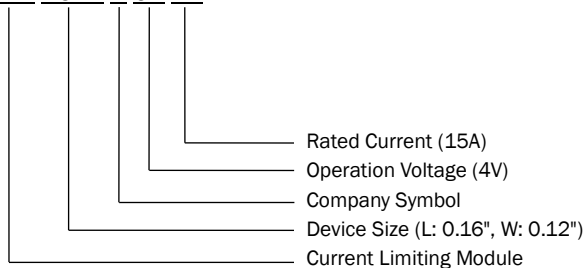 Rated Current (15A)
Operation Voltage (4V)
Company Symbol
Device Size (L: 0.16", W: 0.12")
Current Limiting Module